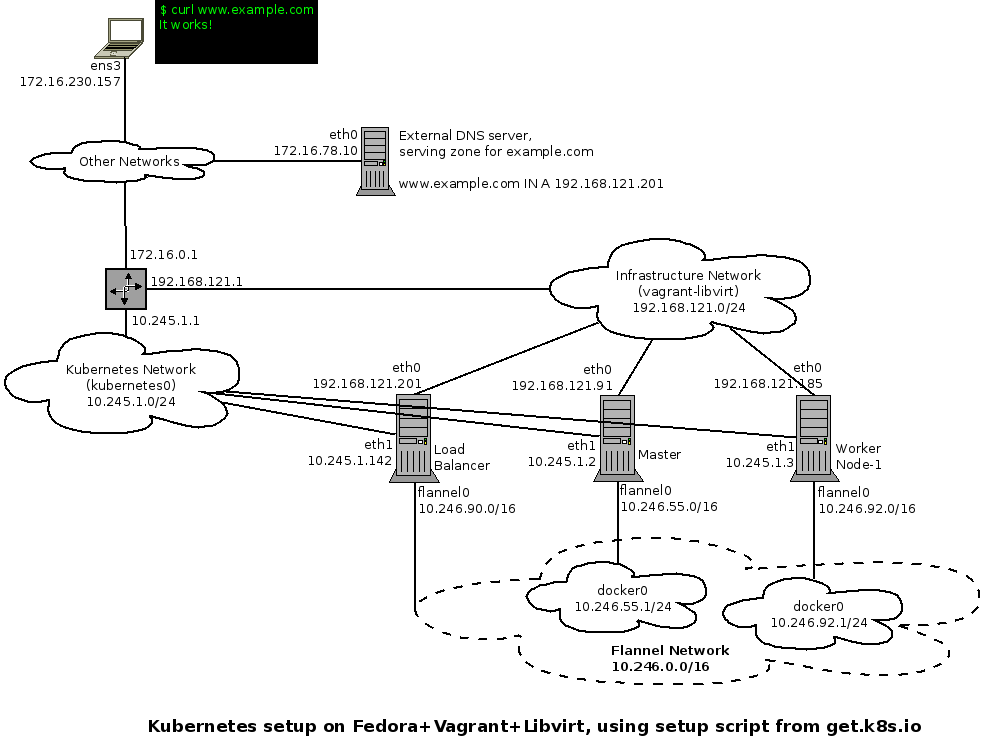 $ curl www.example.com
It works!
ens3
172.16.230.157
eth0
172.16.78.10
External DNS server,
serving zone for example.com
www.example.com IN A 192.168.121.201
Other Networks
172.16.0.1
192.168.121.1
10.245.1.1
Infrastructure Network
(vagrant-libvirt)
192.168.121.0/24
Kubernetes Network
(kubernetes0)
10.245.1.0/24
eth0
192.168.121.201
eth0
192.168.121.91
eth0
192.168.121.185
eth1
10.245.1.142
Load
Balancer
eth1
10.245.1.2
Master
eth1
10.245.1.3
Worker
Node-1
flannel0
10.246.90.0/16
flannel0
10.246.55.0/16
flannel0
10.246.92.0/16
docker0
10.246.55.1/24
docker0
10.246.92.1/24
Flannel Network
10.246.0.0/16
Kubernetes setup on Fedora+Vagrant+Libvirt, using setup script from get.k8s.io